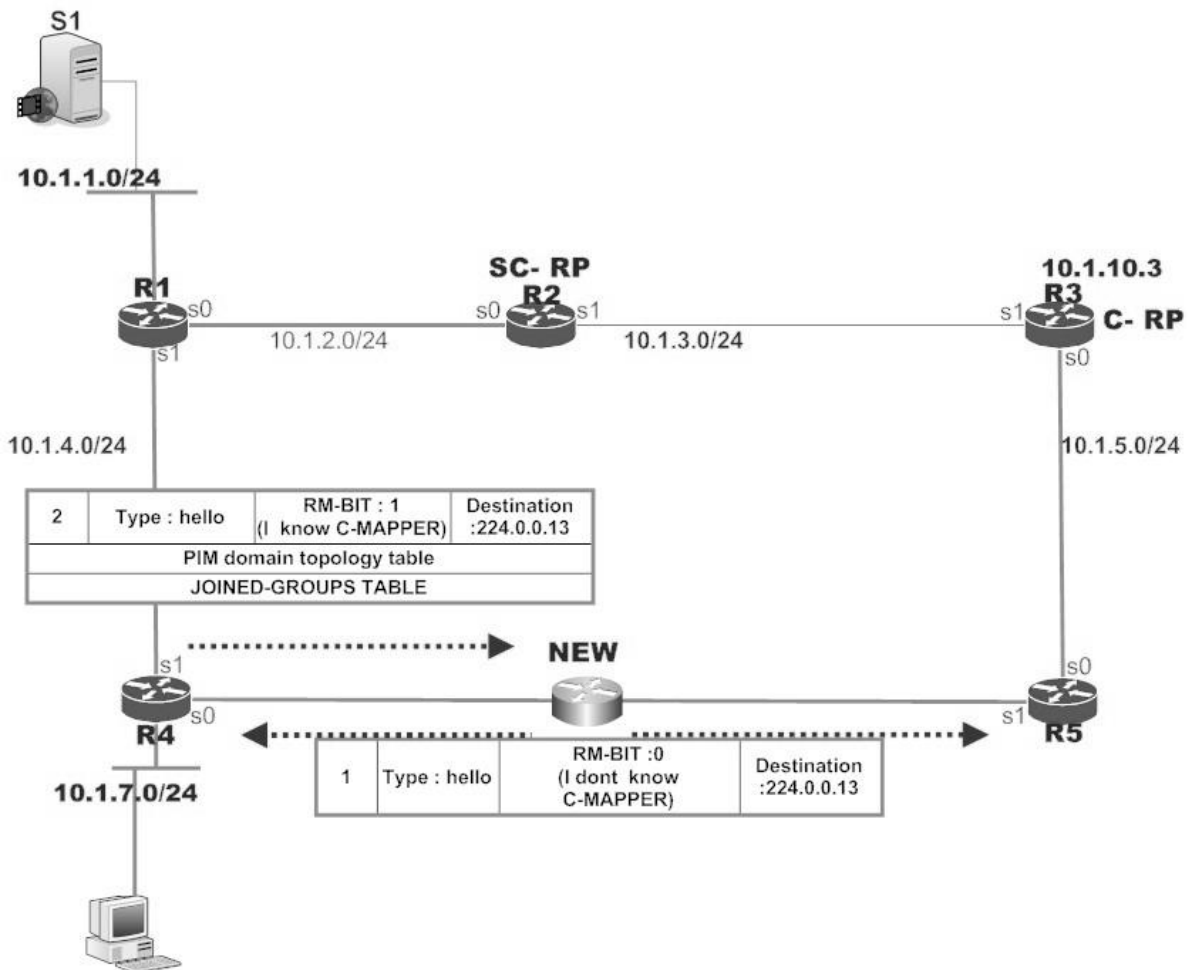 S1
10.1.1.0/24
SC- RP
10.1.10.3
R1
R2
R3
s0
s0
s1
s1
C- RP
10.1.2.0/24
10.1.3.0/24
s1
s0
10.1.4.0/24
10.1.5.0/24
2
Type : hello
RM-BIT : 1
(I know C-MAPPER)
Destination
:224.0.0.13
PIM domain topology table
JOINED-GROUPS TABLE
NEW
s1
s0
s0
s1
R4
R5
1
Type : hello
RM-BIT :0
(I dont know
C-MAPPER)
Destination
:224.0.0.13
10.1.7.0/24